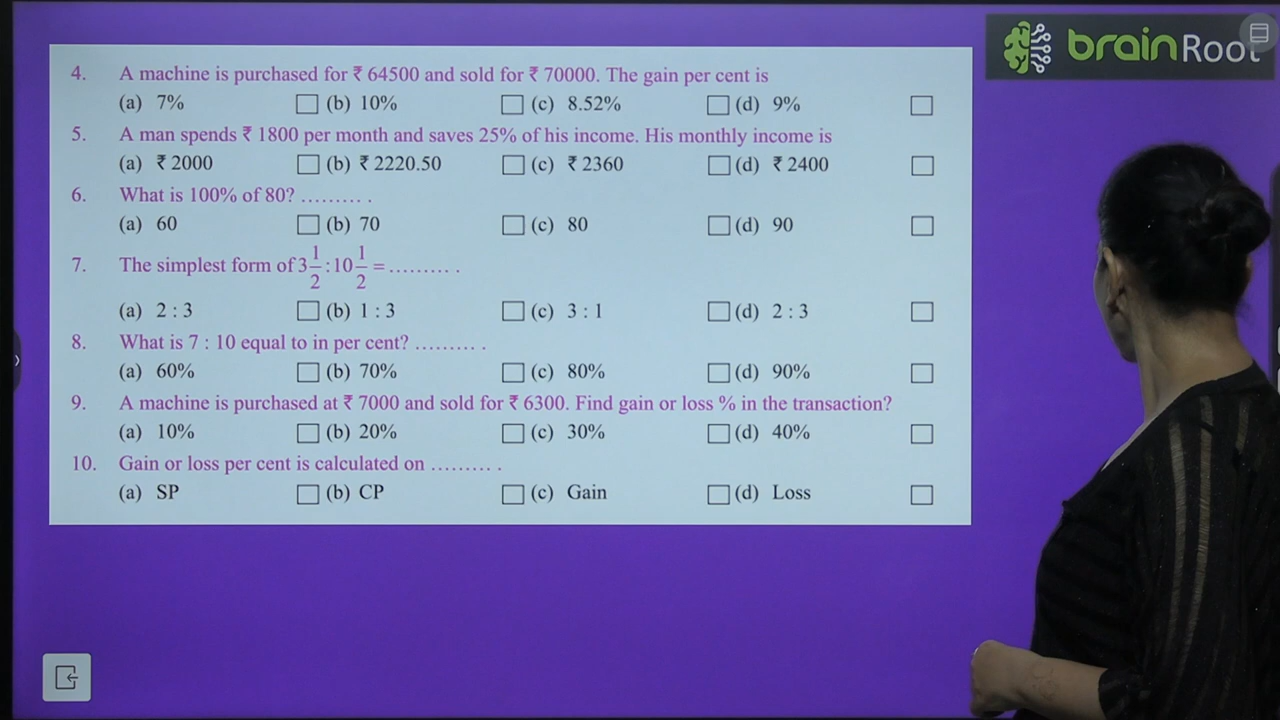 brainRoot
4. A machine is purchased for ₹ 64500 and sold for ₹ 70000. The gain per cent is
(a) 7% (b) 10% (c) 8.52% (d) 9%
5. A man spends ₹ 1800 per month and saves 25% of his income. His monthly income is
(a) ₹ 2000 (b) ₹ 2220.50 (c) ₹ 2360 (d) ₹ 2400
6. What is 100% of 80? ......... .
(a) 60 (b) 70 (c) 80 (d) 90
7. The simplest form of 3 1/2 : 10 1/2 = ......... .
(a) 2 : 3 (b) 1 : 3 (c) 3 : 1 (d) 2 : 3
8. What is 7 : 10 equal to in per cent? ......... .
(a) 60% (b) 70% (c) 80% (d) 90%
9. A machine is purchased at ₹ 7000 and sold for ₹ 6300. Find gain or loss % in the transaction?
(a) 10% (b) 20% (c) 30% (d) 40%
10. Gain or loss per cent is calculated on ......... .
(a) SP (b) CP (c) Gain (d) Loss